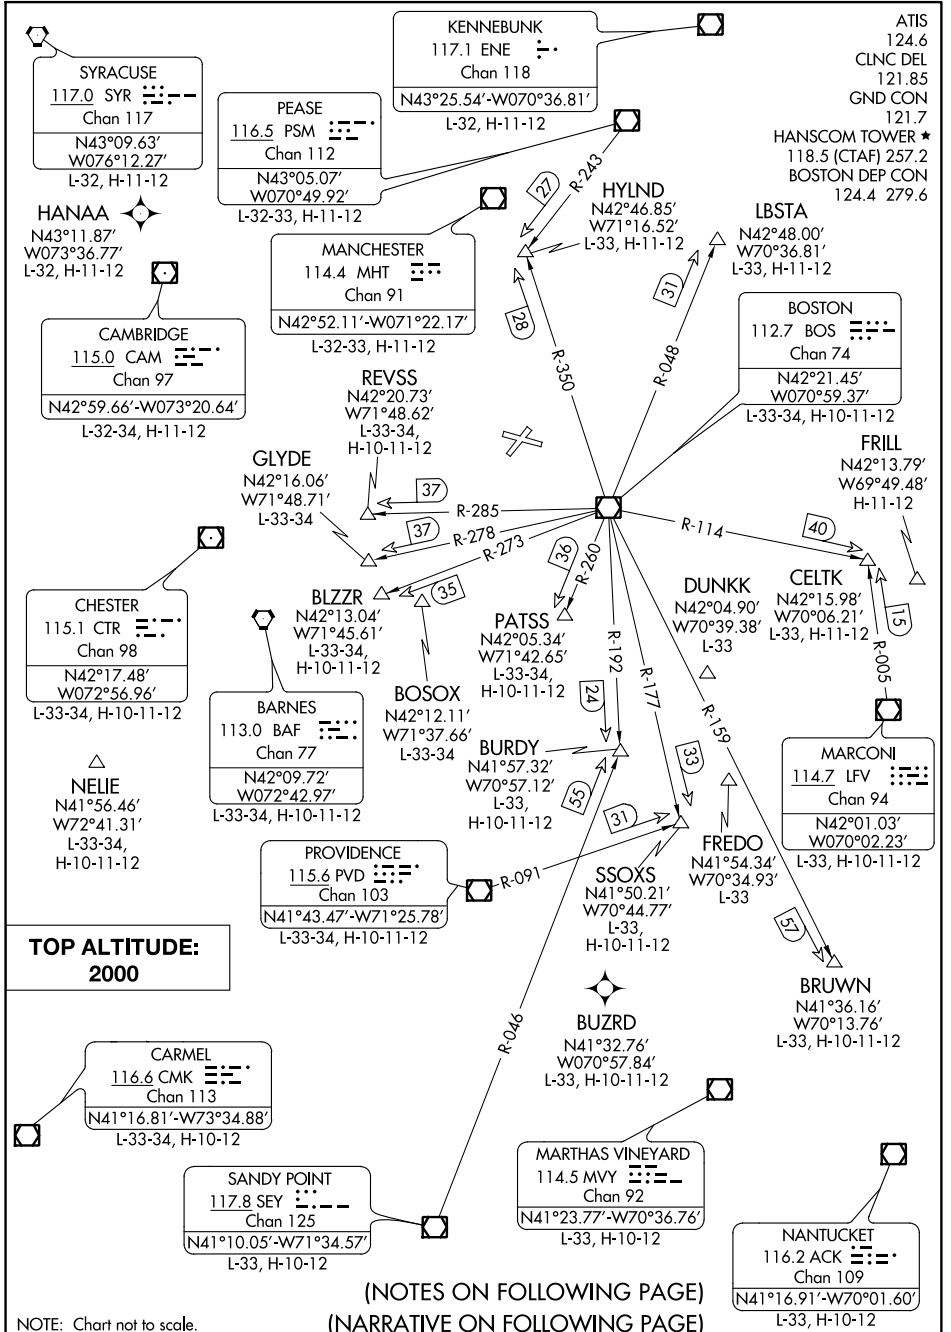 ATIS
124.6
CLNC DEL
121.85
GND CON
121.7
HANSCOM TOWER ★
118.5 (CTAF) 257.2
BOSTON DEP CON
124.4 279.6
KENNEBUNK
117.1 ENE
Chan 118
N43°25.54′-W070°36.81′
L-32, H-11-12
SYRACUSE
117.0 SYR
Chan 117
N43°09.63′
W076°12.27′
L-32, H-11-12
PEASE
116.5 PSM
Chan 112
N43°05.07′
W070°49.92′
L-32-33, H-11-12
HANAA
N43°11.87′
W073°36.77′
L-32, H-11-12
MANCHESTER
114.4 MHT
Chan 91
N42°52.11′-W071°22.17′
L-32-33, H-11-12
R-243
27
HYLND
N42°46.85′
W71°16.52′
L-33, H-11-12
28
R-350
LBSTA
N42°48.00′
W70°36.81′
L-33, H-11-12
31
R-048
CAMBRIDGE
115.0 CAM
Chan 97
N42°59.66′-W073°20.64′
L-32-34, H-11-12
BOSTON
112.7 BOS
Chan 74
N42°21.45′
W070°59.37′
L-33-34, H-10-11-12
REVSS
N42°20.73′
W71°48.62′
L-33-34,
H-10-11-12
GLYDE
N42°16.06′
W71°48.71′
L-33-34
FRILL
N42°13.79′
W69°49.48′
H-11-12
37
R-285
37
R-278
R-273
35
36
R-260
R-114
40
CHESTER
115.1 CTR
Chan 98
N42°17.48′
W072°56.96′
L-33-34, H-10-11-12
BLZZR
N42°13.04′
W71°45.61′
L-33-34,
H-10-11-12
PATSS
N42°05.34′
W71°42.65′
L-33-34,
H-10-11-12
DUNKK
N42°04.90′
W70°39.38′
L-33
CELTK
N42°15.98′
W70°06.21′
L-33, H-11-12
15
R-005
R-192
R-177
R-159
BARNES
113.0 BAF
Chan 77
N42°09.72′
W072°42.97′
L-33-34, H-10-11-12
BOSOX
N42°12.11′
W71°37.66′
L-33-34
24
BURDY
N41°57.32′
W70°57.12′
L-33,
H-10-11-12
33
55
MARCONI
114.7 LFV
Chan 94
N42°01.03′
W070°02.23′
L-33, H-10-11-12
NELIE
N41°56.46′
W72°41.31′
L-33-34,
H-10-11-12
PROVIDENCE
115.6 PVD
Chan 103
N41°43.47′-W71°25.78′
L-33-34, H-10-11-12
31
R-091
SSOXS
N41°50.21′
W70°44.77′
L-33,
H-10-11-12
FREDO
N41°54.34′
W70°34.93′
L-33
57
BRUWN
N41°36.16′
W70°13.76′
L-33, H-10-11-12
TOP ALTITUDE:
2000
BUZRD
N41°32.76′
W070°57.84′
L-33, H-10-11-12
R-046
CARMEL
116.6 CMK
Chan 113
N41°16.81′-W73°34.88′
L-33-34, H-10-12
SANDY POINT
117.8 SEY
Chan 125
N41°10.05′-W71°34.57′
L-33, H-10-12
MARTHAS VINEYARD
114.5 MVY
Chan 92
N41°23.77′-W70°36.76′
L-33, H-10-12
NANTUCKET
116.2 ACK
Chan 109
N41°16.91′-W70°01.60′
L-33, H-10-12
(NOTES ON FOLLOWING PAGE)
(NARRATIVE ON FOLLOWING PAGE)
NOTE: Chart not to scale.